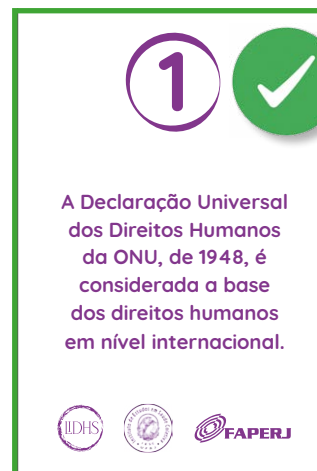 1
A Declaração Universal
dos Direitos Humanos
da ONU, de 1948, é
considerada a base
dos direitos humanos
em nível internacional.
LIDHS
FAPERJ